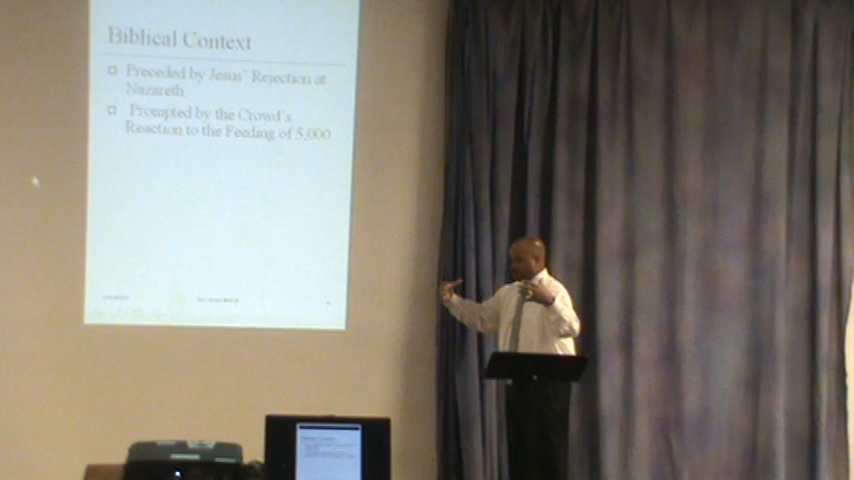 Biblical Context
Preceded by Jesus' Rejection at
Nazareth
Prompted by the Crowd's
Reaction to the Feeding of 5,000